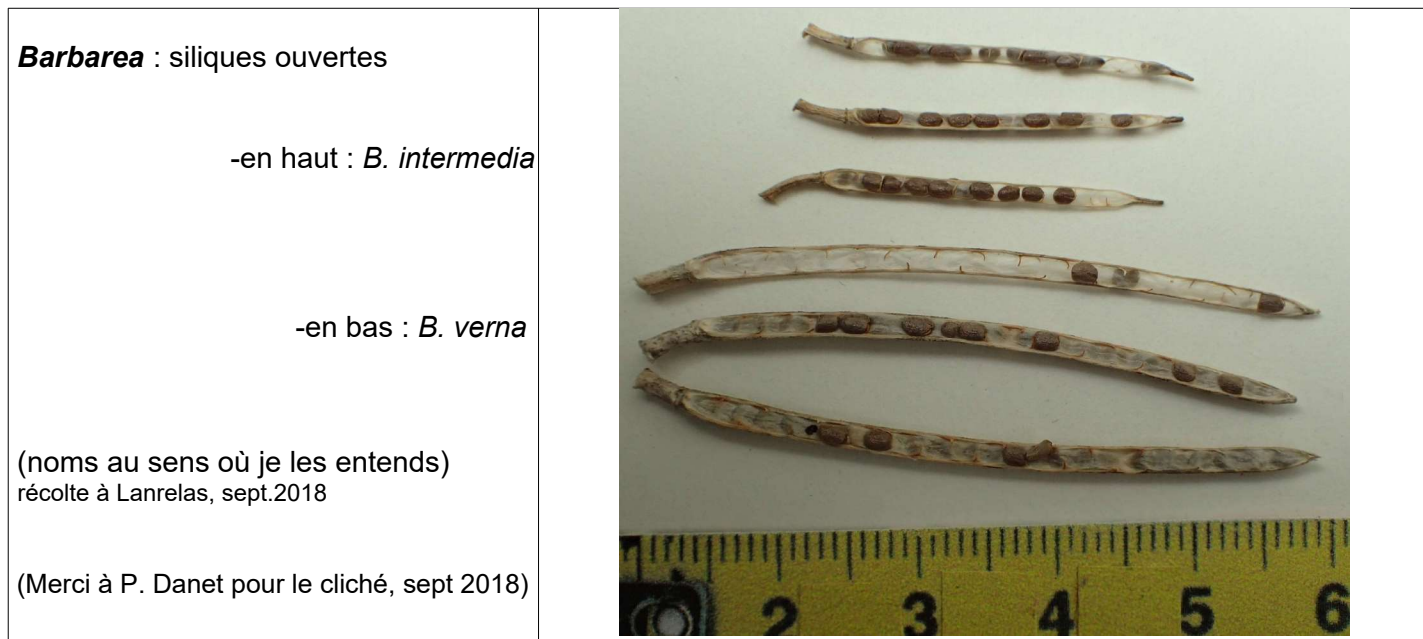 Barbarea : siliques ouvertes
-en haut : B. intermedia
-en bas : B. verna
(noms au sens où je les entends)
récolte à Lanrelas, sept.2018
(Merci à P. Danet pour le cliché, sept 2018)
2 3 4 5 6